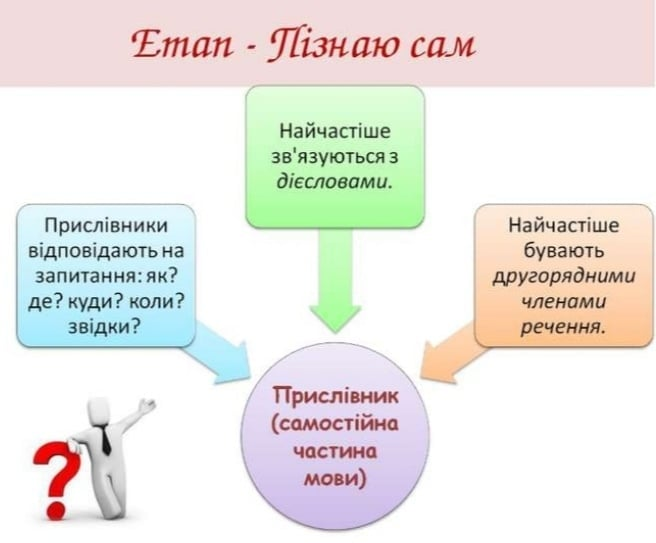 Етап - Пізнаю сам
Найчастіше
зв'язуються з
дієсловами.
Прислівники
відповідають на
запитання: як?
де? куди? коли?
звідки?
Найчастіше
бувають
другорядними
членами
речення.
Прислівник
(самостійна
частина
мови)
?